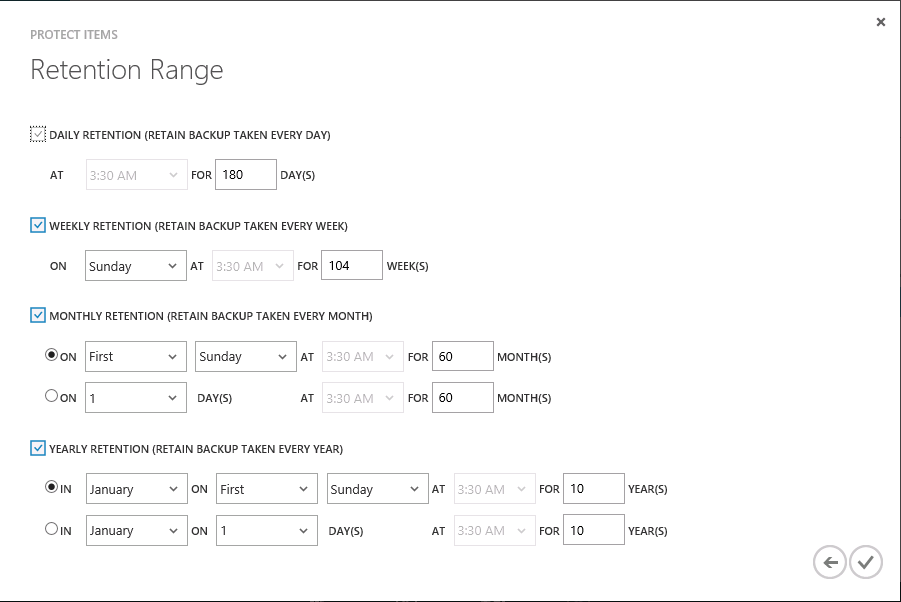 PROTECT ITEMS
Retention Range
DAILY RETENTION (RETAIN BACKUP TAKEN EVERY DAY)
AT 3:30 AM FOR 180 DAY(S)
WEEKLY RETENTION (RETAIN BACKUP TAKEN EVERY WEEK)
ON Sunday AT 3:30 AM FOR 104 WEEK(S)
MONTHLY RETENTION (RETAIN BACKUP TAKEN EVERY MONTH)
ON First Sunday AT 3:30 AM FOR 60 MONTH(S)
ON 1 DAY(S) AT 3:30 AM FOR 60 MONTH(S)
YEARLY RETENTION (RETAIN BACKUP TAKEN EVERY YEAR)
IN January ON First Sunday AT 3:30 AM FOR 10 YEAR(S)
IN January ON 1 DAY(S) AT 3:30 AM FOR 10 YEAR(S)